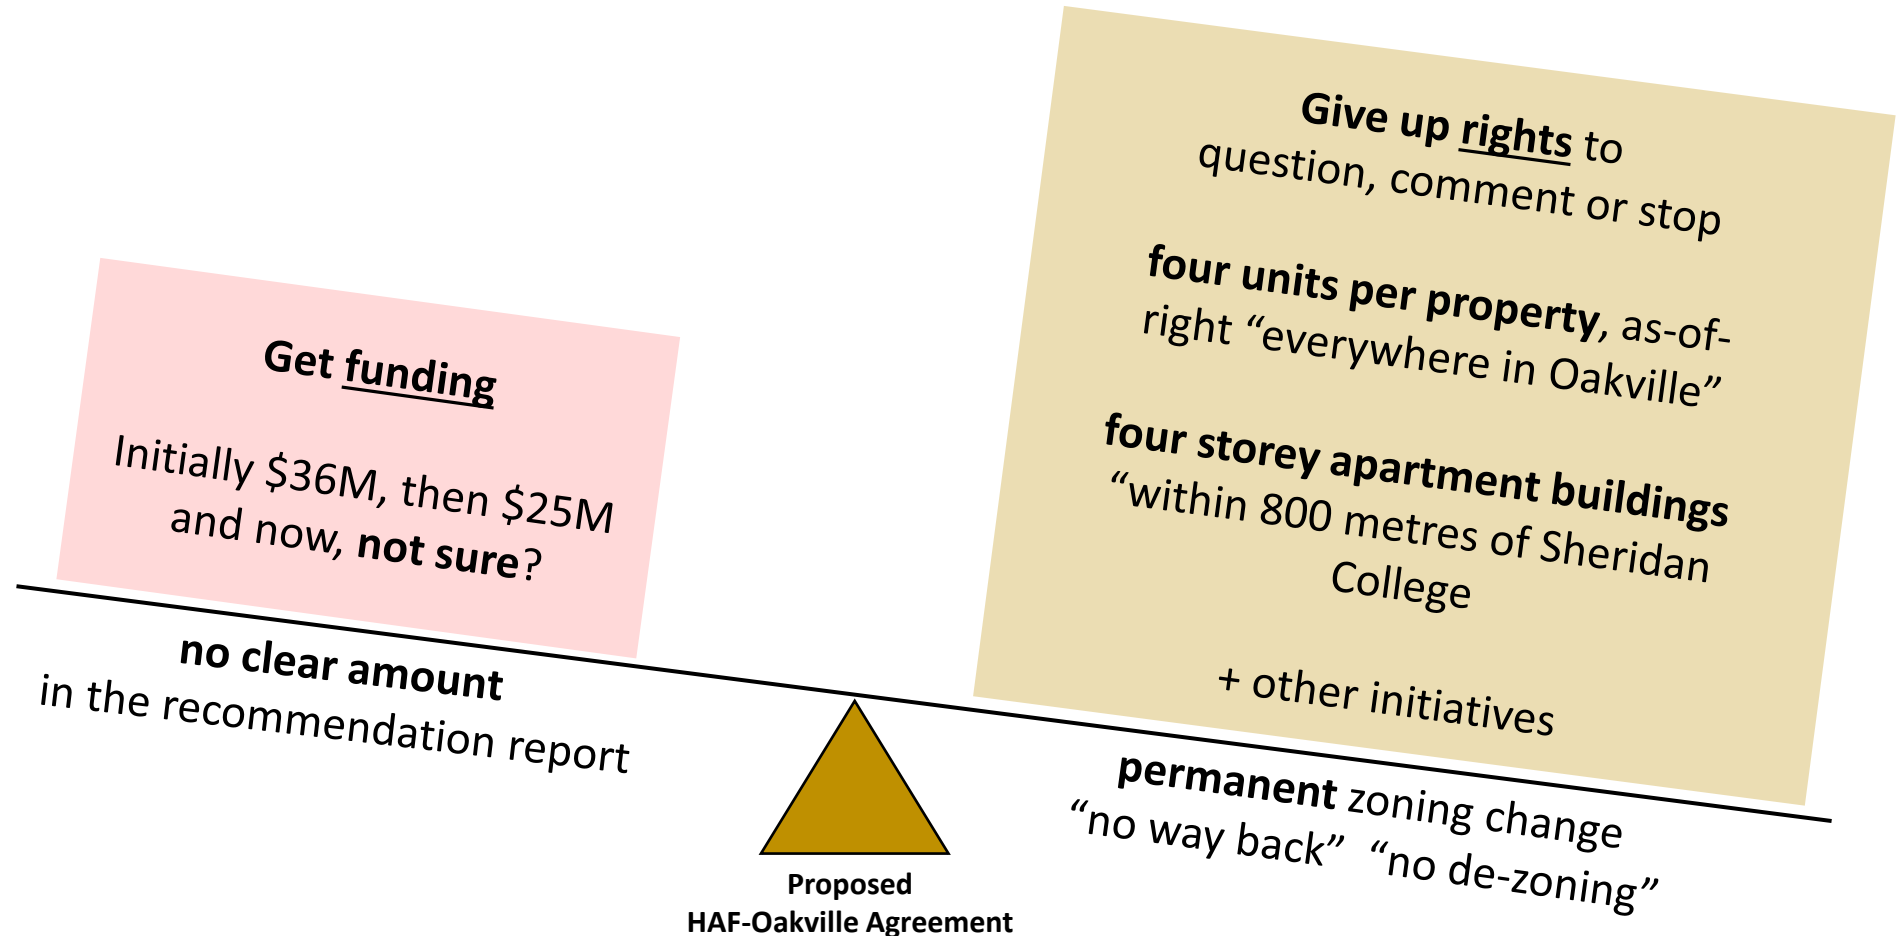 Get funding
Initially $36M, then $25M
and now, not sure?
no clear amount
in the recommendation report
Give up rights to
question, comment or stop
four units per property, as-of-
right “everywhere in Oakville”
four storey apartment buildings
“within 800 metres of Sheridan
College
+ other initiatives
permanent zoning change
“no way back”  “no de-zoning”
Proposed
HAF-Oakville Agreement